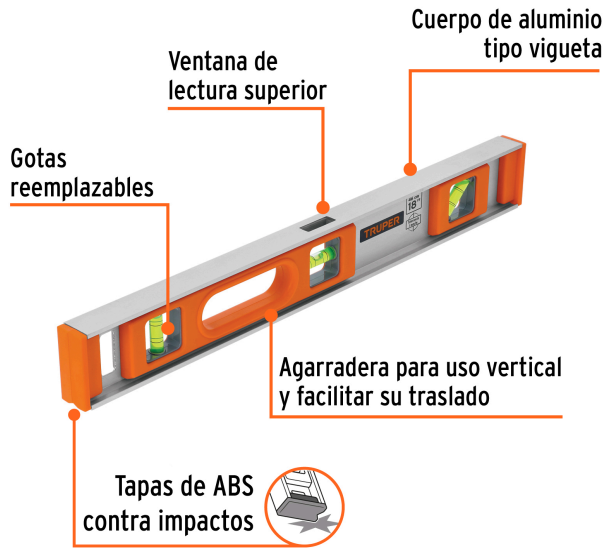 Cuerpo de aluminio
tipo vigueta
Ventana de
lectura superior
Gotas
reemplazables
TRUPER
18"
Agarradera para uso vertical
y facilitar su traslado
Tapas de ABS
contra impactos